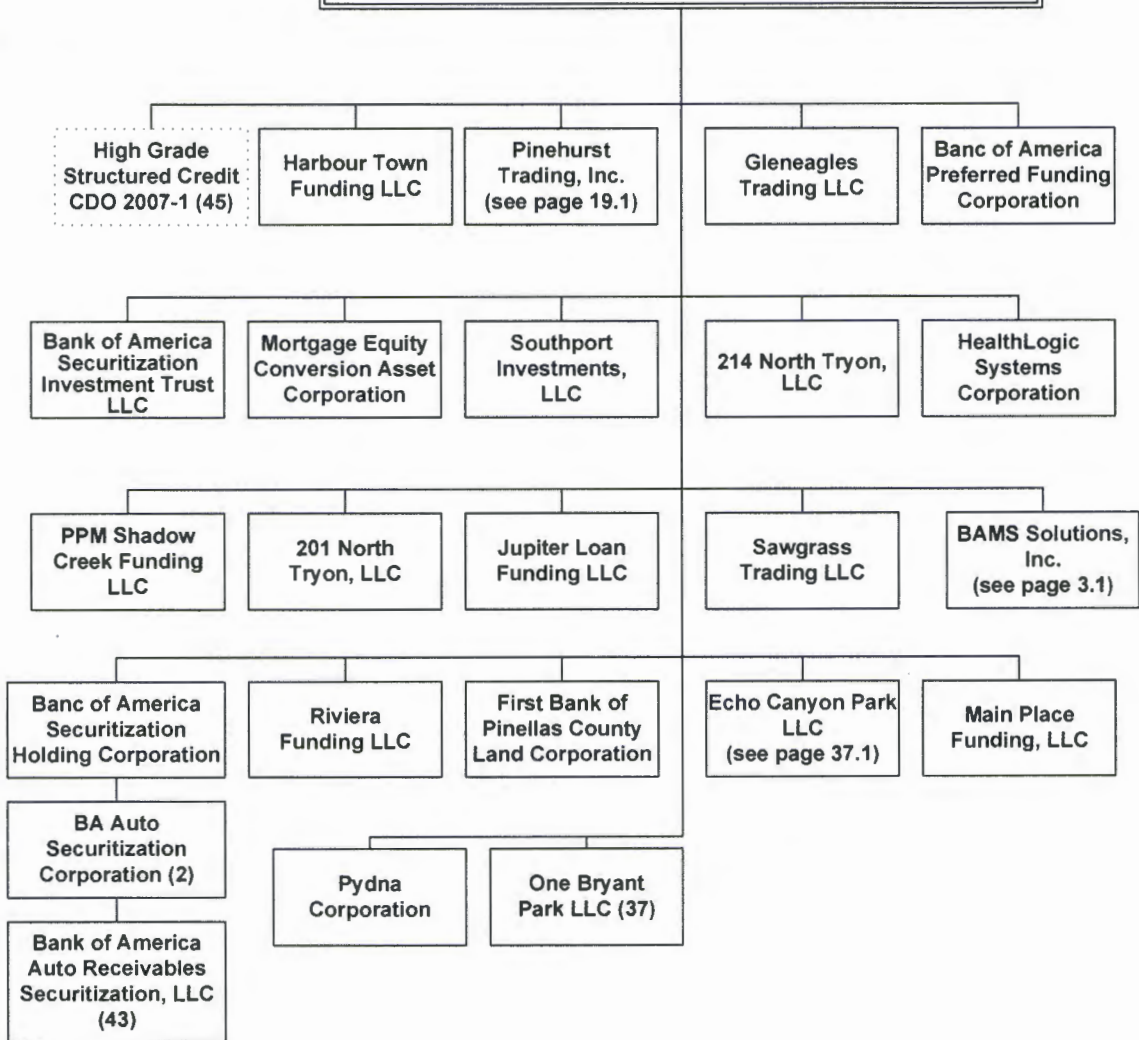 High Grade
Structured Credit
CDO 2007-1 (45)
Harbour Town
Funding LLC
Pinehurst
Trading, Inc.
(see page 19.1)
Gleneagles
Trading LLC
Banc of America
Preferred Funding
Corporation
Bank of America
Securitization
Investment Trust
LLC
Mortgage Equity
Conversion Asset
Corporation
Southport
Investments,
LLC
214 North Tryon,
LLC
HealthLogic
Systems
Corporation
PPM Shadow
Creek Funding
LLC
201 North
Tryon, LLC
Jupiter Loan
Funding LLC
Sawgrass
Trading LLC
BAMS Solutions,
Inc.
(see page 3.1)
Banc of America
Securitization
Holding Corporation
Riviera
Funding LLC
First Bank of
Pinellas County
Land Corporation
Echo Canyon Park
LLC
(see page 37.1)
Main Place
Funding, LLC
BA Auto
Securitization
Corporation (2)
Pydna
Corporation
One Bryant
Park LLC (37)
Bank of America
Auto Receivables
Securitization, LLC
(43)